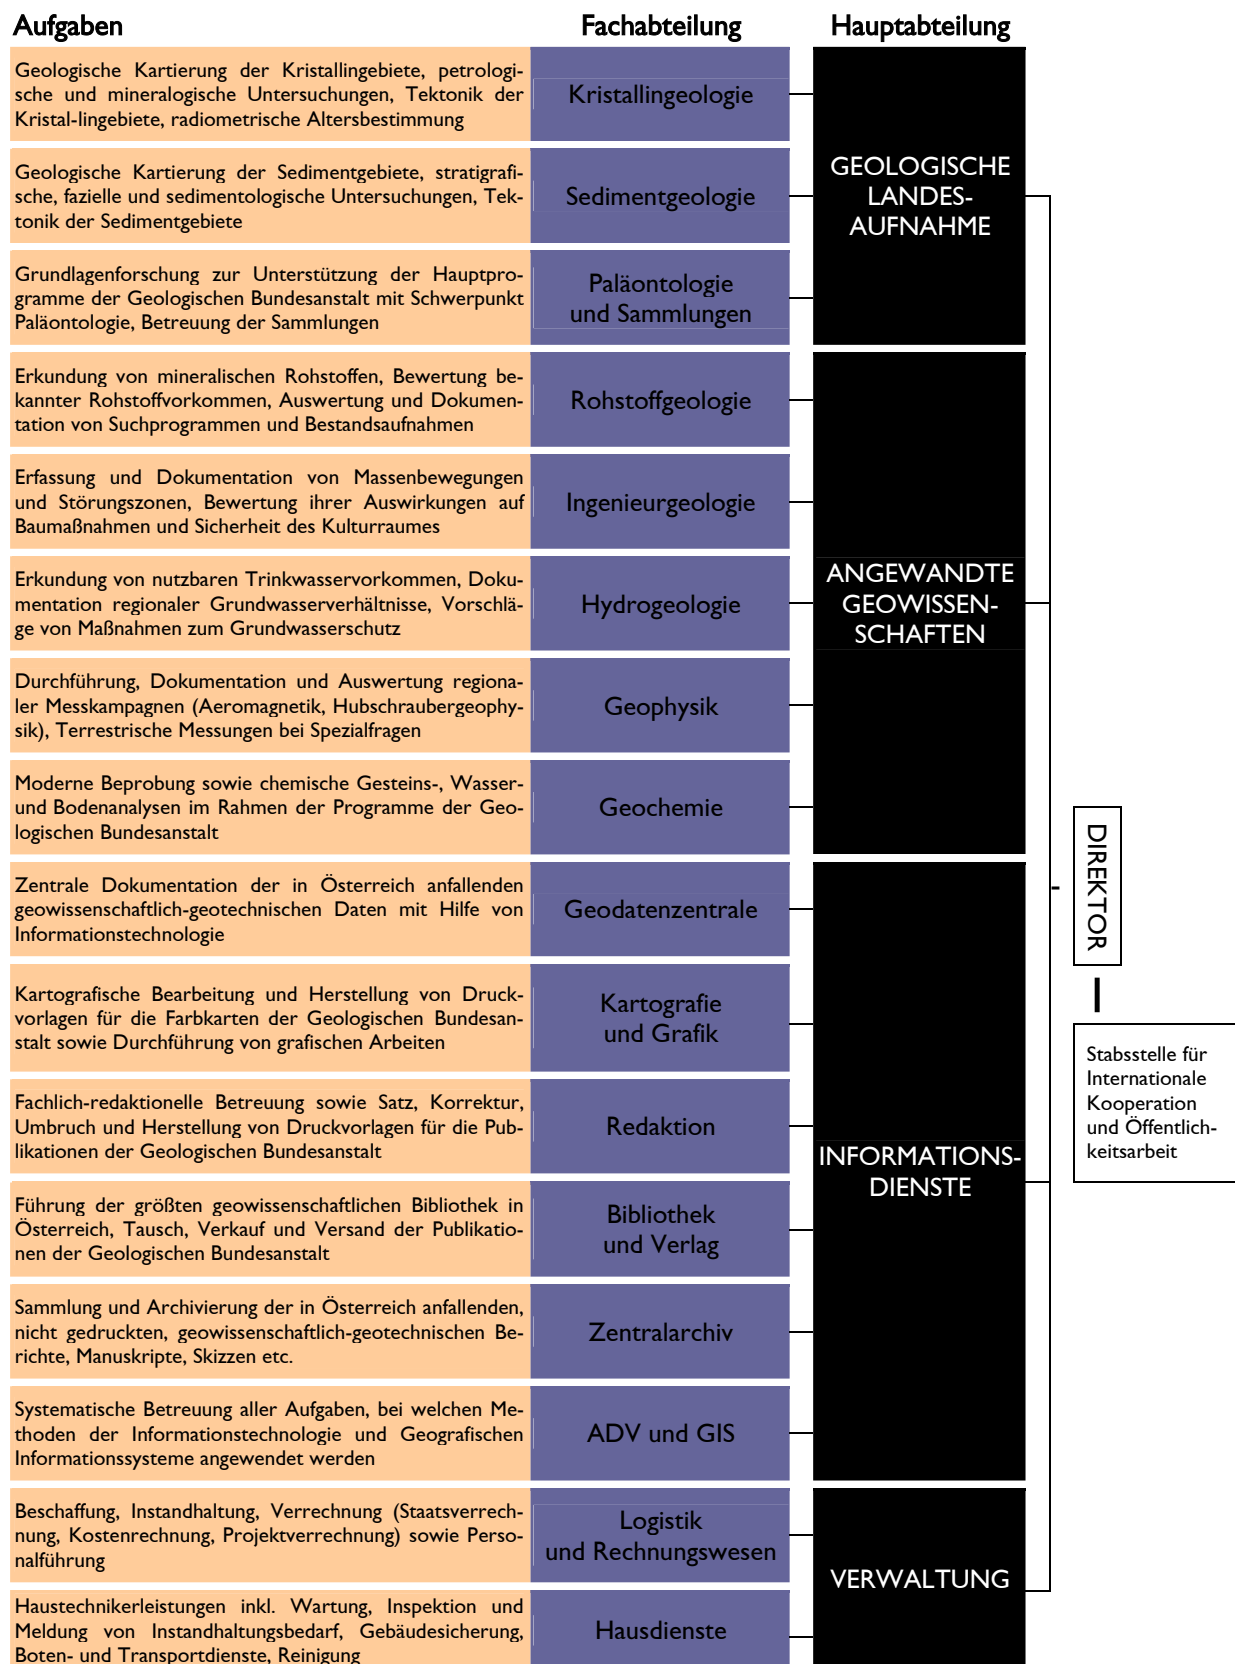 Aufgaben
Fachabteilung
Hauptabteilung
Geologische Kartierung der Kristallingebiete, petrologi-
sche und mineralogische Untersuchungen, Tektonik der
Kristal-lingebiete, radiometrische Altersbestimmung
Kristallingeologie
Geologische Kartierung der Sedimentgebiete, stratigrafi-
sche, fazielle und sedimentologische Untersuchungen, Tek-
tonik der Sedimentgebiete
Sedimentgeologie
GEOLOGISCHE
LANDES-
AUFNAHME
Grundlagenforschung zur Unterstützung der Hauptpro-
gramme der Geologischen Bundesanstalt mit Schwerpunkt
Paläontologie, Betreuung der Sammlungen
Paläontologie
und Sammlungen
Erkundung von mineralischen Rohstoffen, Bewertung be-
kannter Rohstoffvorkommen, Auswertung und Dokumen-
tation von Suchprogrammen und Bestandsaufnahmen
Rohstoffgeologie
Erfassung und Dokumentation von Massenbewegungen
und Störungszonen, Bewertung ihrer Auswirkungen auf
Baumaßnahmen und Sicherheit des Kulturraumes
Ingenieurgeologie
Erkundung von nutzbaren Trinkwasservorkommen, Doku-
mentation regionaler Grundwasserverhältnisse, Vorschlä-
ge von Maßnahmen zum Grundwasserschutz
Hydrogeologie
ANGEWANDTE
GEOWISSEN-
SCHAFTEN
Durchführung, Dokumentation und Auswertung regiona-
ler Messkampagnen (Aeromagnetik, Hubschraubergeophy-
sik), Terrestrische Messungen bei Spezialfragen
Geophysik
Moderne Beprobung sowie chemische Gesteins-, Wasser-
und Bodenanalysen im Rahmen der Programme der Geo-
logischen Bundesanstalt
Geochemie
Zentrale Dokumentation der in Österreich anfallenden
geowissenschaftlich-geotechnischen Daten mit Hilfe von
Informationstechnologie
Geodatenzentrale
Kartografische Bearbeitung und Herstellung von Druck-
vorlagen für die Farbkarten der Geologischen Bundesan-
stalt sowie Durchführung von grafischen Arbeiten
Kartografie
und Grafik
Fachlich-redaktionelle Betreuung sowie Satz, Korrektur,
Umbruch und Herstellung von Druckvorlagen für die Pub-
likationen der Geologischen Bundesanstalt
Redaktion
INFORMATIONS-
DIENSTE
Führung der größten geowissenschaftlichen Bibliothek in
Österreich, Tausch, Verkauf und Versand der Publikatio-
nen der Geologischen Bundesanstalt
Bibliothek
und Verlag
Sammlung und Archivierung der in Österreich anfallenden,
nicht gedruckten, geowissenschaftlich-geotechnischen Be-
richte, Manuskripte, Skizzen etc.
Zentralarchiv
Systematische Betreuung aller Aufgaben, bei welchen Me-
thoden der Informationstechnologie und Geografischen
Informationssysteme angewendet werden
ADV und GIS
Beschaffung, Instandhaltung, Verrechnung (Staatsverrech-
nung, Kostenrechnung, Projektverrechnung) sowie Perso-
nalführung
Logistik
und Rechnungswesen
VERWALTUNG
Haustechnikerleistungen inkl. Wartung, Inspektion und
Meldung von Instandhaltungsbedarf, Gebäudesicherung,
Boten- und Transportdienste, Reinigung
Hausdienste
DIREKTOR
Stabsstelle für
Internationale
Kooperation
und Öffentlich-
keitsarbeit